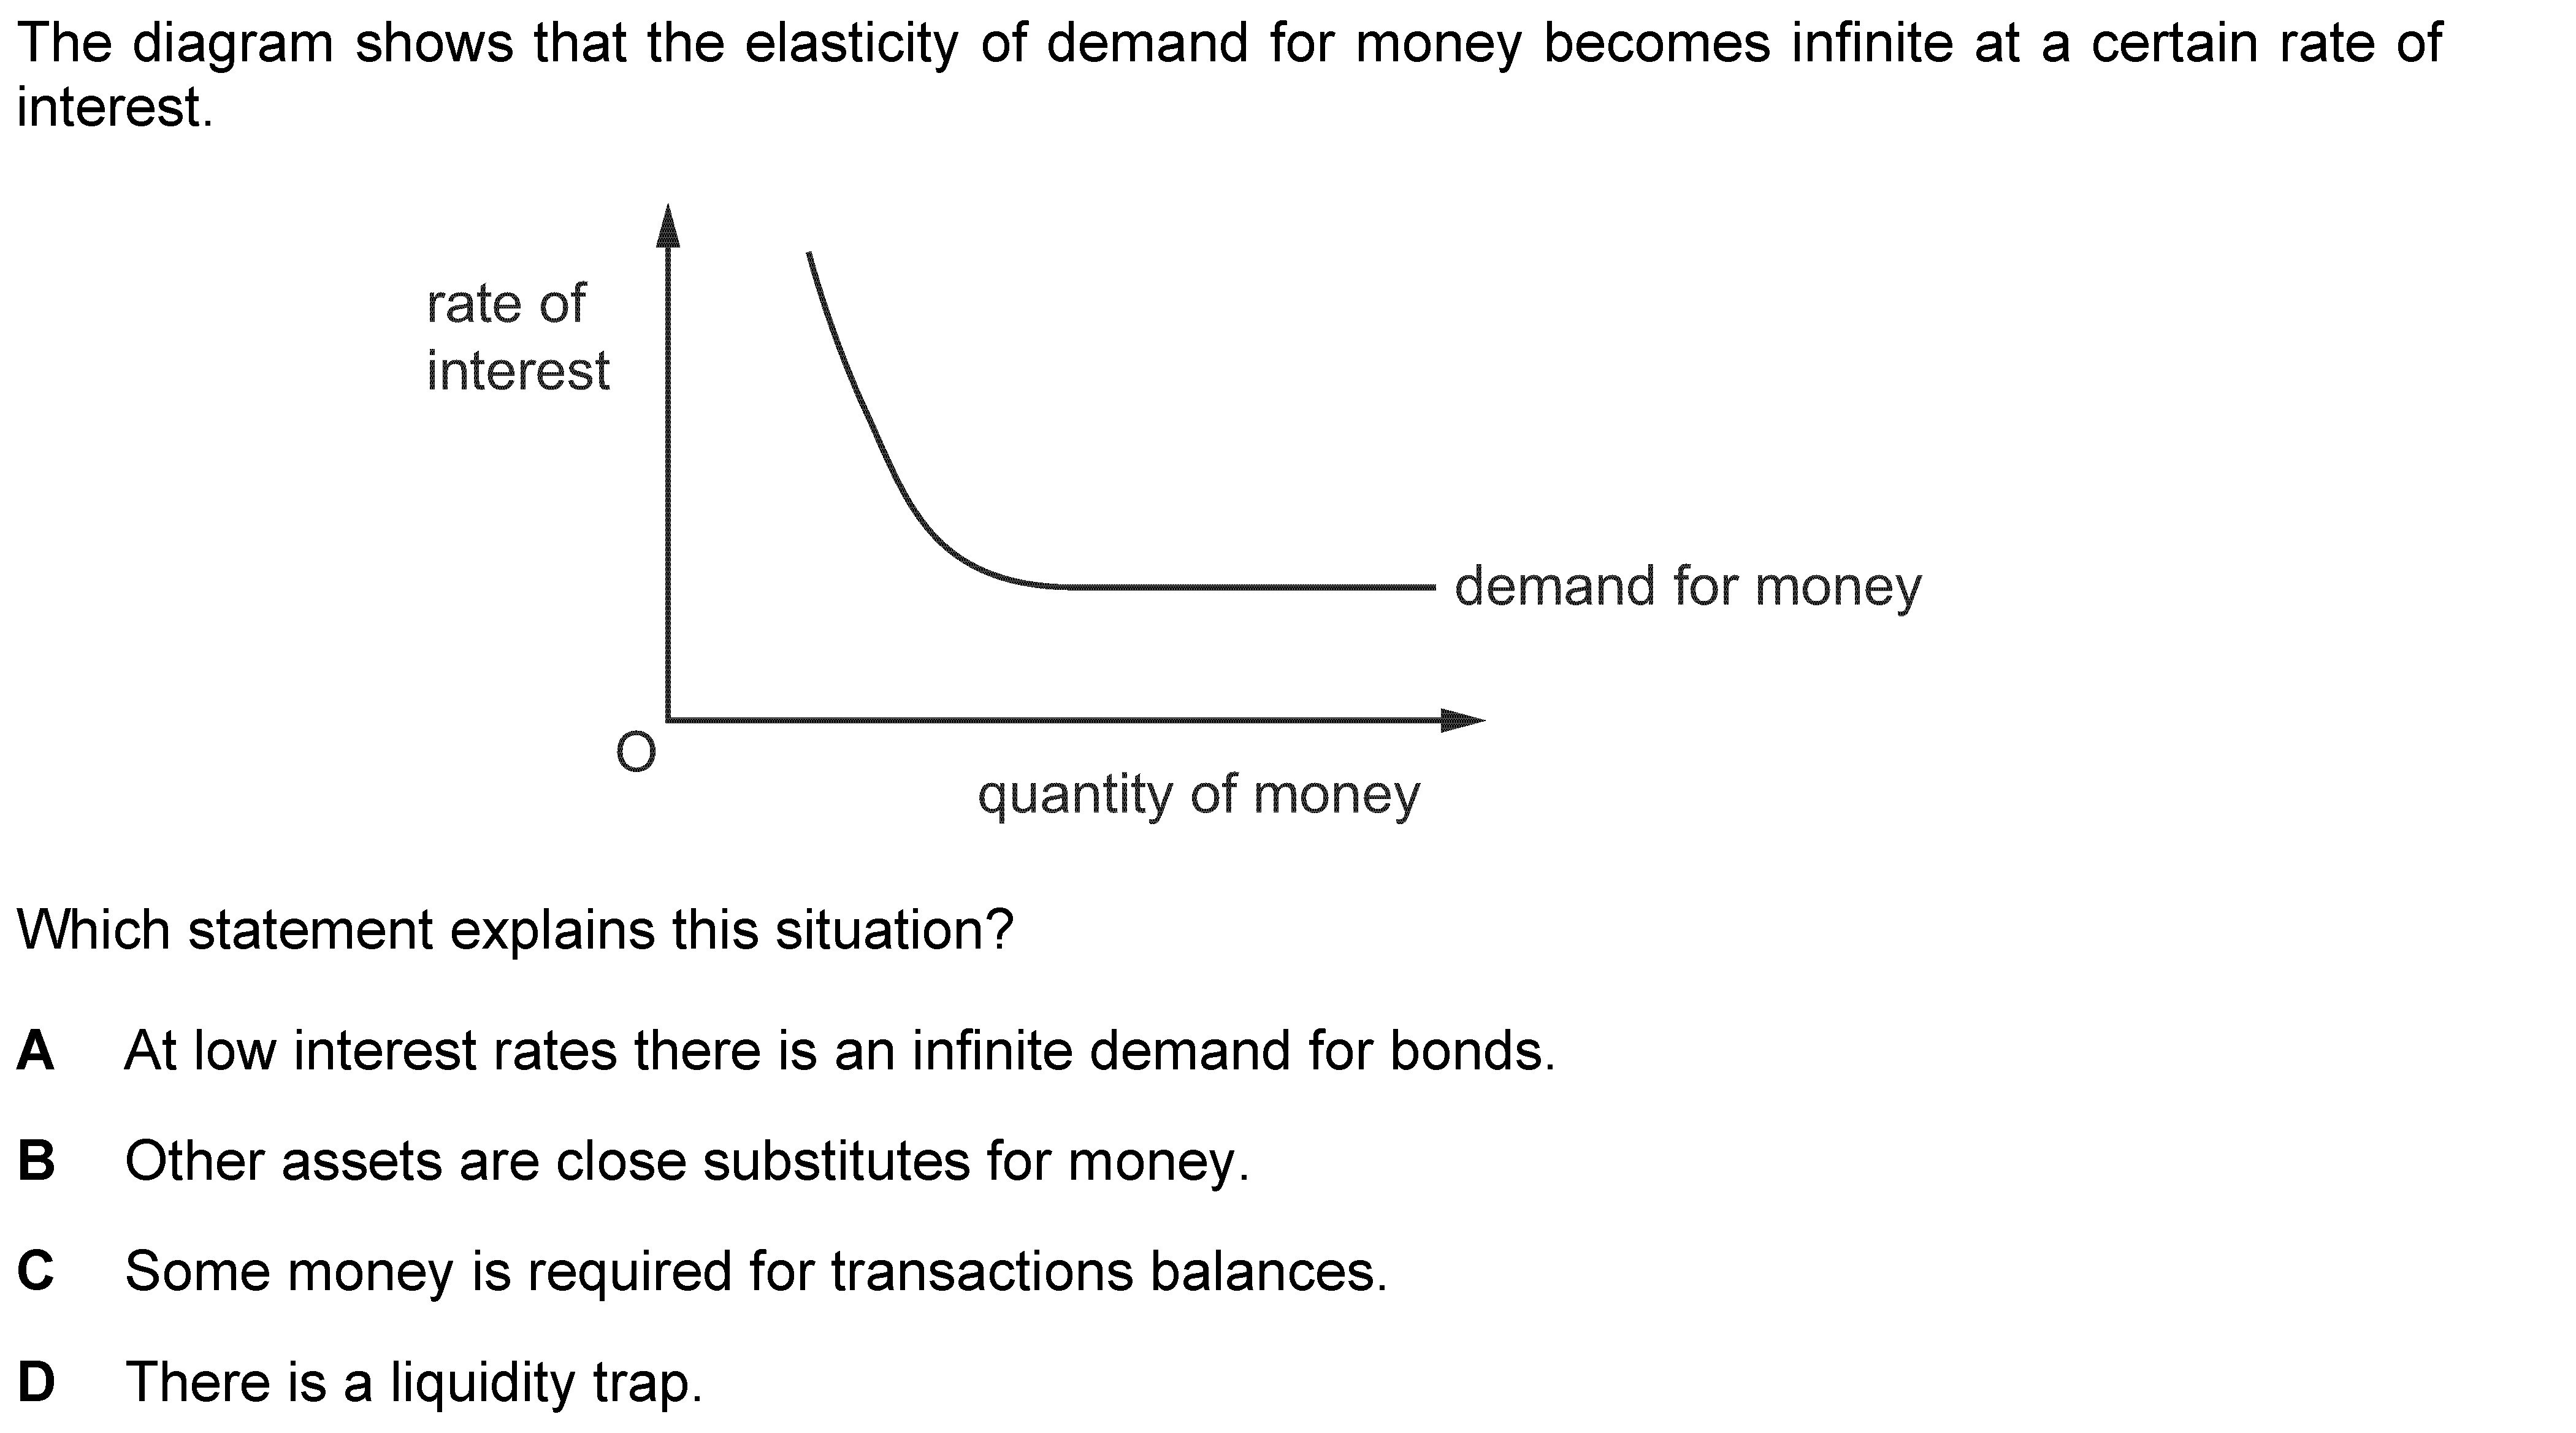 The diagram shows that the elasticity of demand for money becomes infinite at a certain rate of
interest.
rate of
interest
demand for money
O
quantity of money
Which statement explains this situation?
A At low interest rates there is an infinite demand for bonds.
B Other assets are close substitutes for money.
C Some money is required for transactions balances.
D There is a liquidity trap.